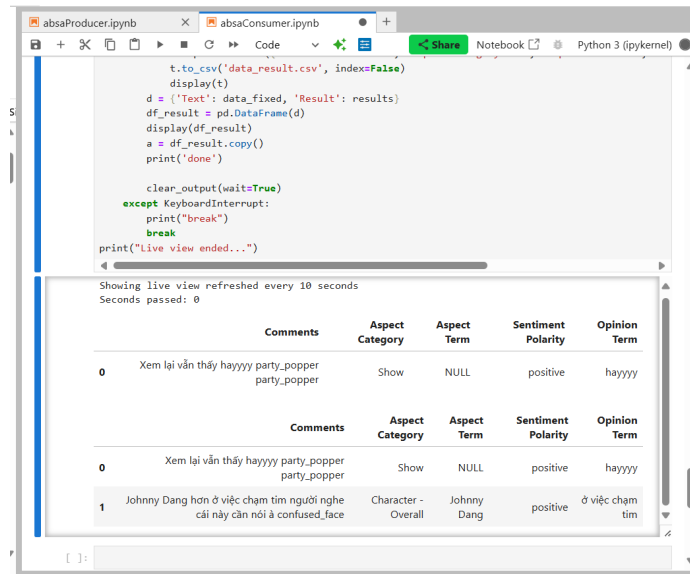 absaProducer.ipynb
absaConsumer.ipynb
Code
Share
Notebook
Python 3 (ipykernel)
t.to_csv('data_result.csv', index=False)
display(t)
d = {'Text': data_fixed, 'Result': results}
df_result = pd.DataFrame(d)
display(df_result)
a = df_result.copy()
print('done')
clear_output(wait=True)
except KeyboardInterrupt:
print("break")
break
print("Live view ended...")
Showing live view refreshed every 10 seconds
Seconds passed: 0
Comments Aspect Category Aspect Term Sentiment Polarity Opinion Term
0 Xem lại vẫn thấy hayyyy party_popper party_popper Show NULL positive hayyyy
Comments Aspect Category Aspect Term Sentiment Polarity Opinion Term
0 Xem lại vẫn thấy hayyyy party_popper party_popper Show NULL positive hayyyy
1 Johnny Dang hơn ở việc chạm tim người nghe cái này cần nói à confused_face Character - Overall Johnny Dang positive ở việc chạm tim
[ ]: